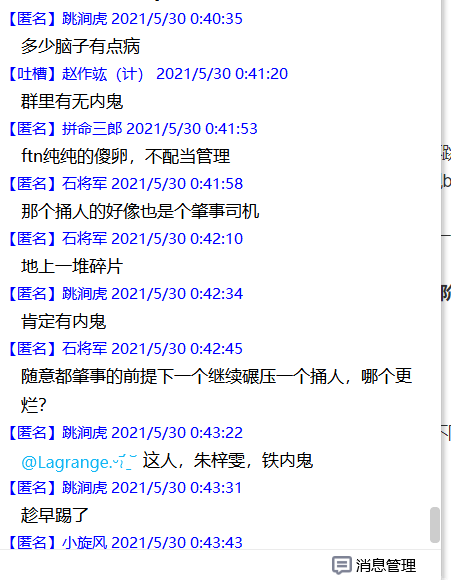 【匿名】跳涧虎 2021/5/30 0:40:35
多少脑子有点病
【吐槽】赵作竑（计） 2021/5/30 0:41:20
群里有无内鬼
【匿名】拼命三郎 2021/5/30 0:41:53
ftn纯纯的傻卵，不配当管理
【匿名】石将军 2021/5/30 0:41:58
那个捅人的好像也是个肇事司机
【匿名】石将军 2021/5/30 0:42:10
地上一堆碎片
【匿名】跳涧虎 2021/5/30 0:42:34
肯定有内鬼
【匿名】石将军 2021/5/30 0:42:45
随意都肇事的前提下一个继续碾压一个捅人，哪个更
烂?
【匿名】跳涧虎 2021/5/30 0:43:22
@Lagrange. 这人，朱梓雯，铁内鬼
【匿名】跳涧虎 2021/5/30 0:43:31
趁早踢了
【匿名】小旋风 2021/5/30 0:43:43
消息管理